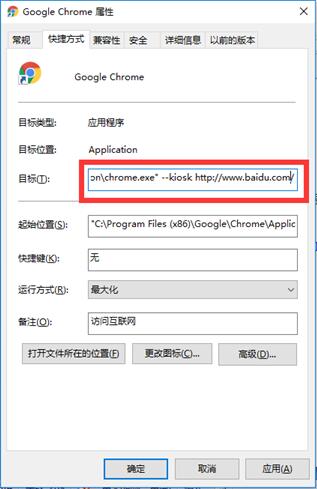 Google Chrome 属性
常规 快捷方式 兼容性 安全 详细信息 以前的版本
Google Chrome
目标类型: 应用程序
目标位置: Application
目标(T): on\chrome.exe" --kiosk http://www.baidu.com/
起始位置(S): "C:\Program Files (x86)\Google\Chrome\Applic
快捷键(K): 无
运行方式(R): 最大化
备注(O): 访问互联网
打开文件所在的位置(F) 更改图标(C)... 高级(D)...
确定 取消 应用(A)